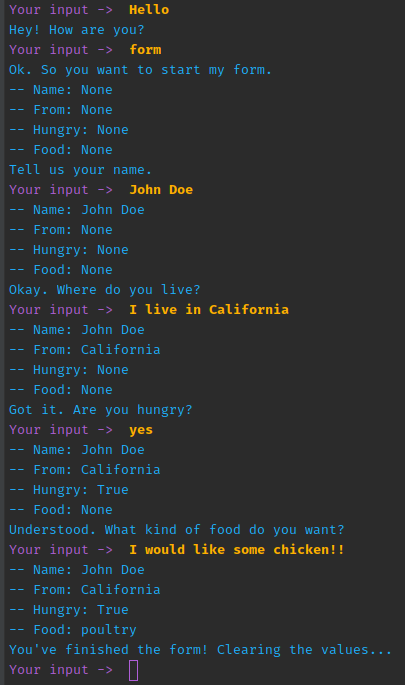 Your input ->  Hello
Hey! How are you?
Your input ->  form
Ok. So you want to start my form.
-- Name: None
-- From: None
-- Hungry: None
-- Food: None
Tell us your name.
Your input ->  John Doe
-- Name: John Doe
-- From: None
-- Hungry: None
-- Food: None
Okay. Where do you live?
Your input ->  I live in California
-- Name: John Doe
-- From: California
-- Hungry: None
-- Food: None
Got it. Are you hungry?
Your input ->  yes
-- Name: John Doe
-- From: California
-- Hungry: True
-- Food: None
Understood. What kind of food do you want?
Your input ->  I would like some chicken!!
-- Name: John Doe
-- From: California
-- Hungry: True
-- Food: poultry
You've finished the form! Clearing the values...
Your input ->